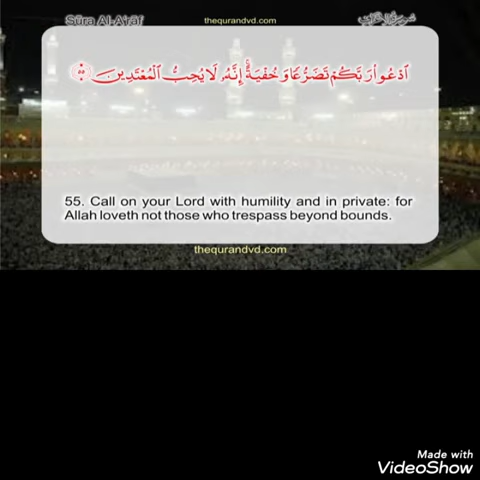 Sūra Al-A'rāf
thequrandvd.com
ٱدْعُواْ رَبَّكُمْ تَضَرُّعًا وَخُفْيَةً ۚ إِنَّهُۥ لَا يُحِبُّ ٱلْمُعْتَدِينَ ۝٥٥
55. Call on your Lord with humility and in private: for
Allah loveth not those who trespass beyond bounds.
thequrandvd.com
Made with
VideoShow